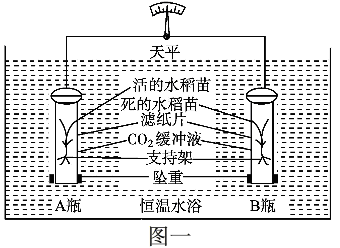 天平
活的水稻苗
死的水稻苗
滤纸片
CO₂缓冲液
支持架
坠重
A瓶 恒温水浴 B瓶
图一